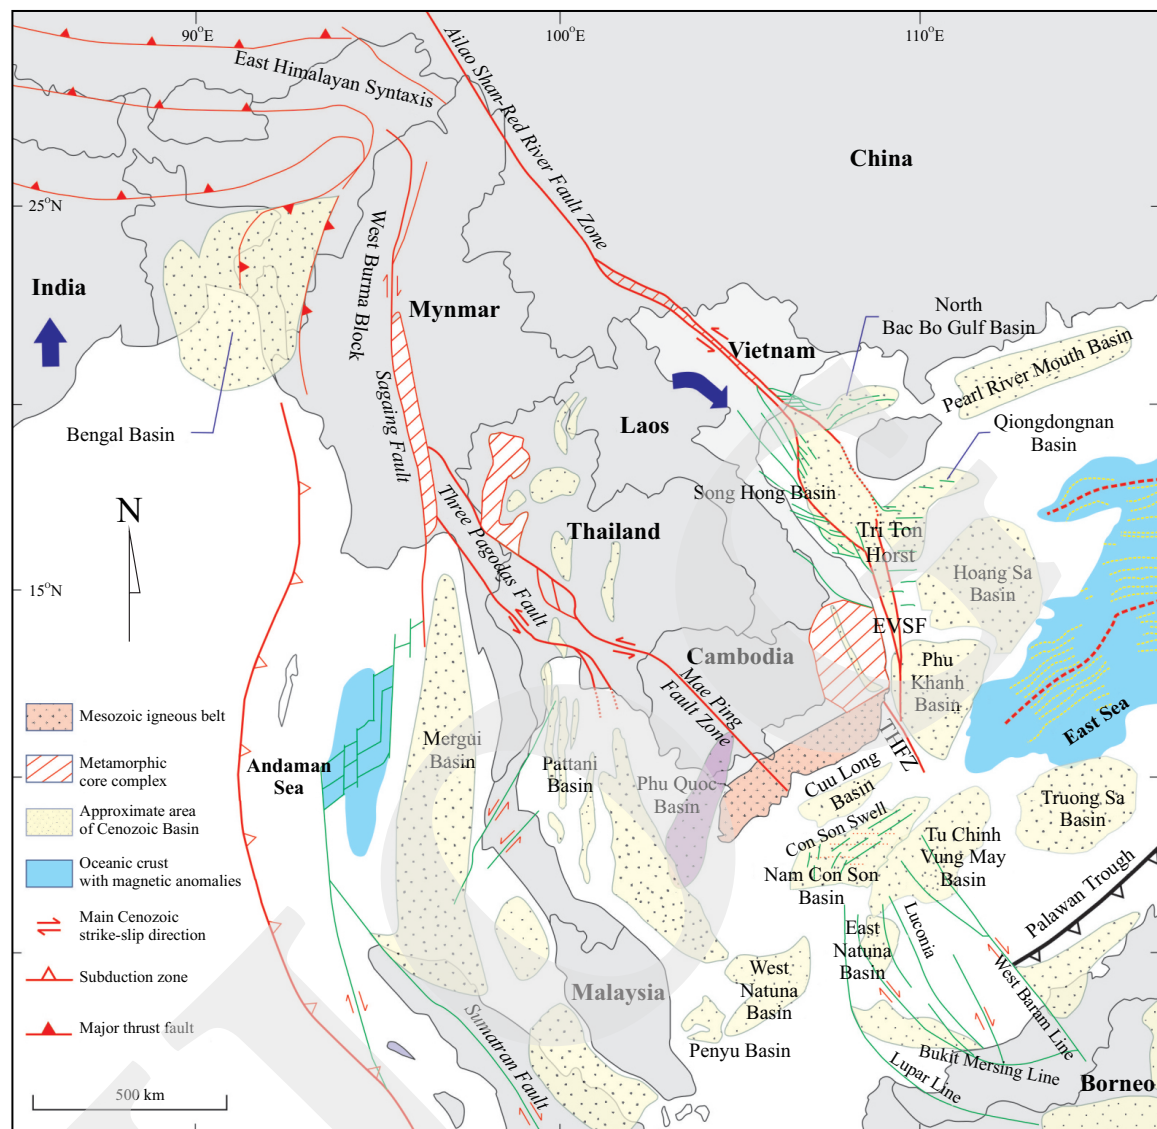 90°E
100°E
110°E
East Himalayan Syntaxis
Ailao Shan-Red River Fault Zone
China
25°N
India
West Burma Block
Mynmar
North
Bac Bo Gulf Basin
Vietnam
Pearl River Mouth Basin
Sagaing Fault
Bengal Basin
Laos
Qiongdongnan
Basin
Song Hong Basin
N
Three Pagodas Fault
Thailand
Tri Ton
Horst
Hoang Sa
Basin
15°N
EVSF
Cambodia
Phu
Khanh
Basin
Mae Ping
Fault Zone
East Sea
THFZ
Mesozoic igneous belt
Metamorphic
core complex
Approximate area
of Cenozoic Basin
Oceanic crust
with magnetic anomalies
Main Cenozoic
strike-slip direction
Subduction zone
Major thrust fault
500 km
Andaman
Sea
Mergui
Basin
Pattani
Basin
Phu Quoc
Basin
Cuu Long
Basin
Truong Sa
Basin
Con Son Swell
Tu Chinh
Vung May
Basin
Nam Con Son
Basin
Palawan Trough
East
Natuna
Basin
Luconia
West
Natuna
Basin
West Baram Line
Malaysia
Sumatran Fault
Penyu Basin
Bukit Mersing Line
Lupar Line
Borneo